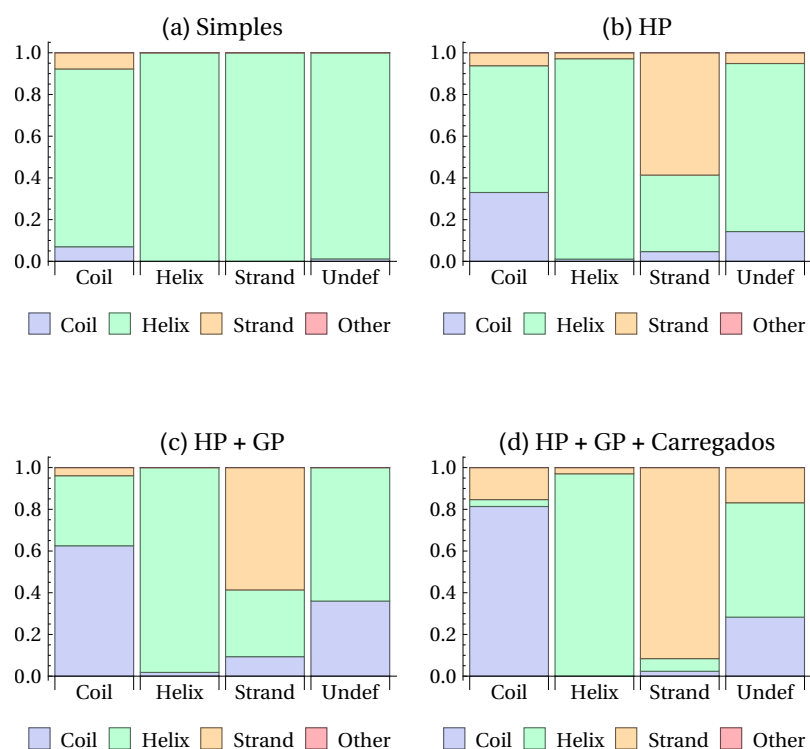 (a) Simples
1.0
0.8
0.6
0.4
0.2
0.0
Coil Helix Strand Undef
Coil Helix Strand Other
(b) HP
1.0
0.8
0.6
0.4
0.2
0.0
Coil Helix Strand Undef
Coil Helix Strand Other
(c) HP + GP
1.0
0.8
0.6
0.4
0.2
0.0
Coil Helix Strand Undef
Coil Helix Strand Other
(d) HP + GP + Carregados
1.0
0.8
0.6
0.4
0.2
0.0
Coil Helix Strand Undef
Coil Helix Strand Other